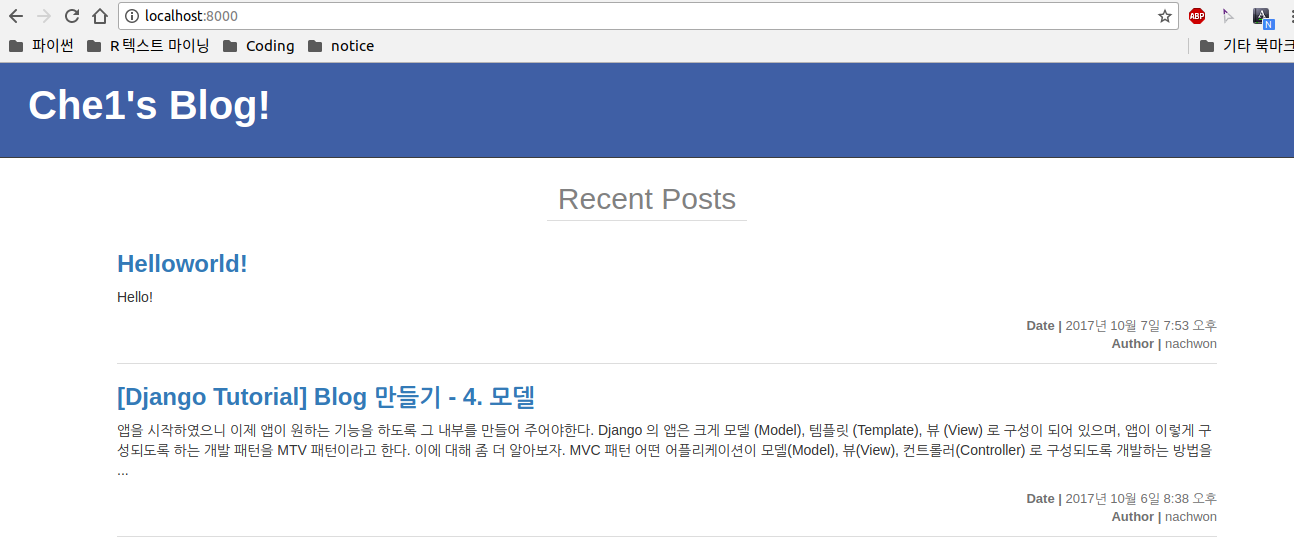 localhost:8000
파이썬 R 텍스트 마이닝 Coding notice 기타 북마크
Che1's Blog!
Recent Posts
Helloworld!
Hello!
Date | 2017년 10월 7일 7:53 오후
Author | nachwon
[Django Tutorial] Blog 만들기 - 4. 모델
앱을 시작하였으니 이제 앱이 원하는 기능을 하도록 그 내부를 만들어 주어야한다. Django 의 앱은 크게 모델 (Model), 템플릿 (Template), 뷰 (View) 로 구성이 되어 있으며, 앱이 이렇게 구
성되도록 하는 개발 패턴을 MTV 패턴이라고 한다. 이에 대해 좀 더 알아보자. MVC 패턴 어떤 어플리케이션이 모델(Model), 뷰(View), 컨트롤러(Controller) 로 구성되도록 개발하는 방법을
...
Date | 2017년 10월 6일 8:38 오후
Author | nachwon